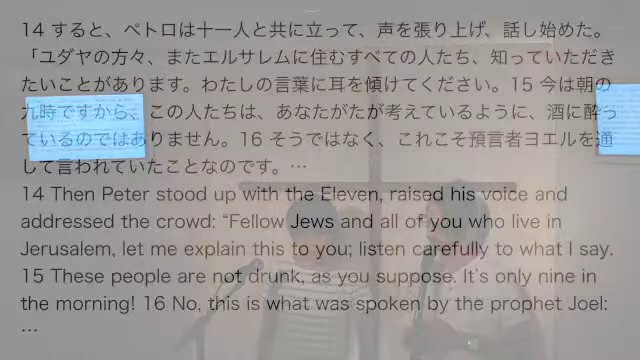 14 すると、ペトロは十一人と共に立って、声を張り上げ、話し始めた。
「ユダヤの方々、またエルサレムに住むすべての人たち、知っていただき
たいことがあります。わたしの言葉に耳を傾けてください。15 今は朝の
九時ですから、この人たちは、あなたがたが考えているように、酒に酔っ
ているのではありません。16 そうではなく、これこそ預言者ヨエルを通
して言われていたことなのです。…
14 Then Peter stood up with the Eleven, raised his voice and
addressed the crowd: “Fellow Jews and all of you who live in
Jerusalem, let me explain this to you; listen carefully to what I say.
15 These people are not drunk, as you suppose. It’s only nine in
the morning! 16 No, this is what was spoken by the prophet Joel:
…